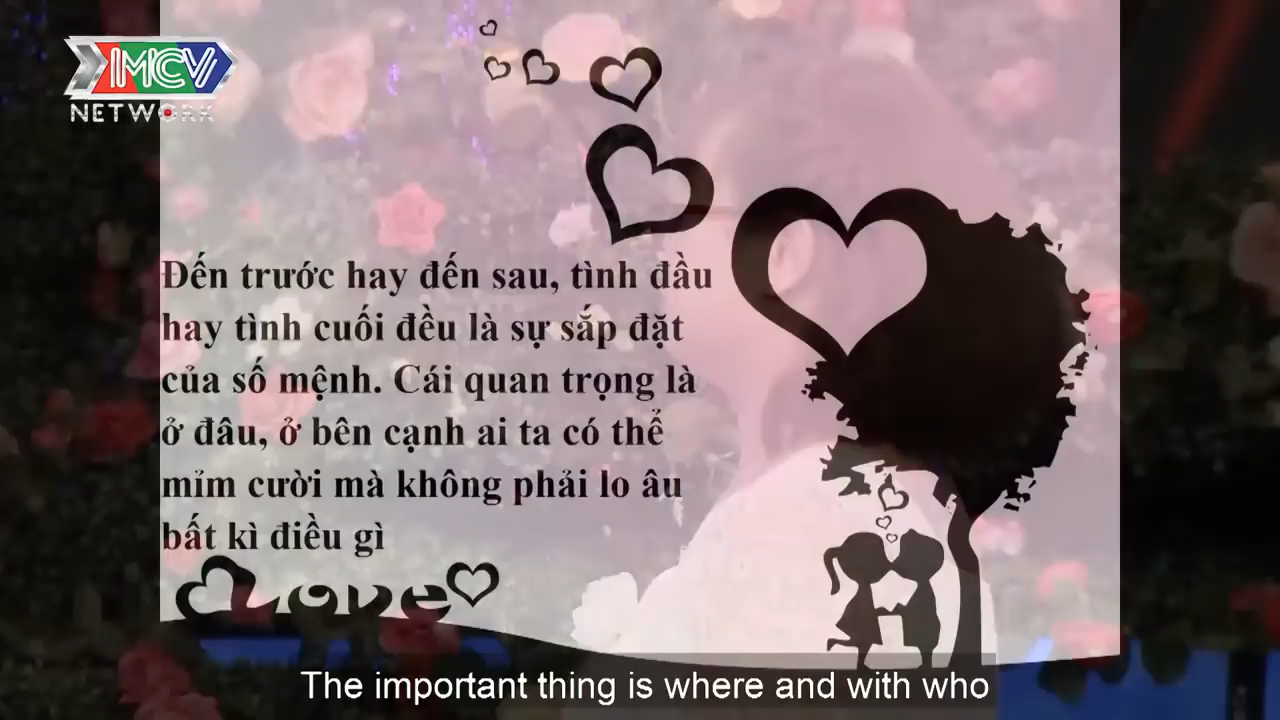 MCV
NETWORK
Đến trước hay đến sau, tình đầu
hay tình cuối đều là sự sắp đặt
của số mệnh. Cái quan trọng là
ở đâu, ở bên cạnh ai ta có thể
mỉm cười mà không phải lo âu
bất kì điều gì
Love
The important thing is where and with who